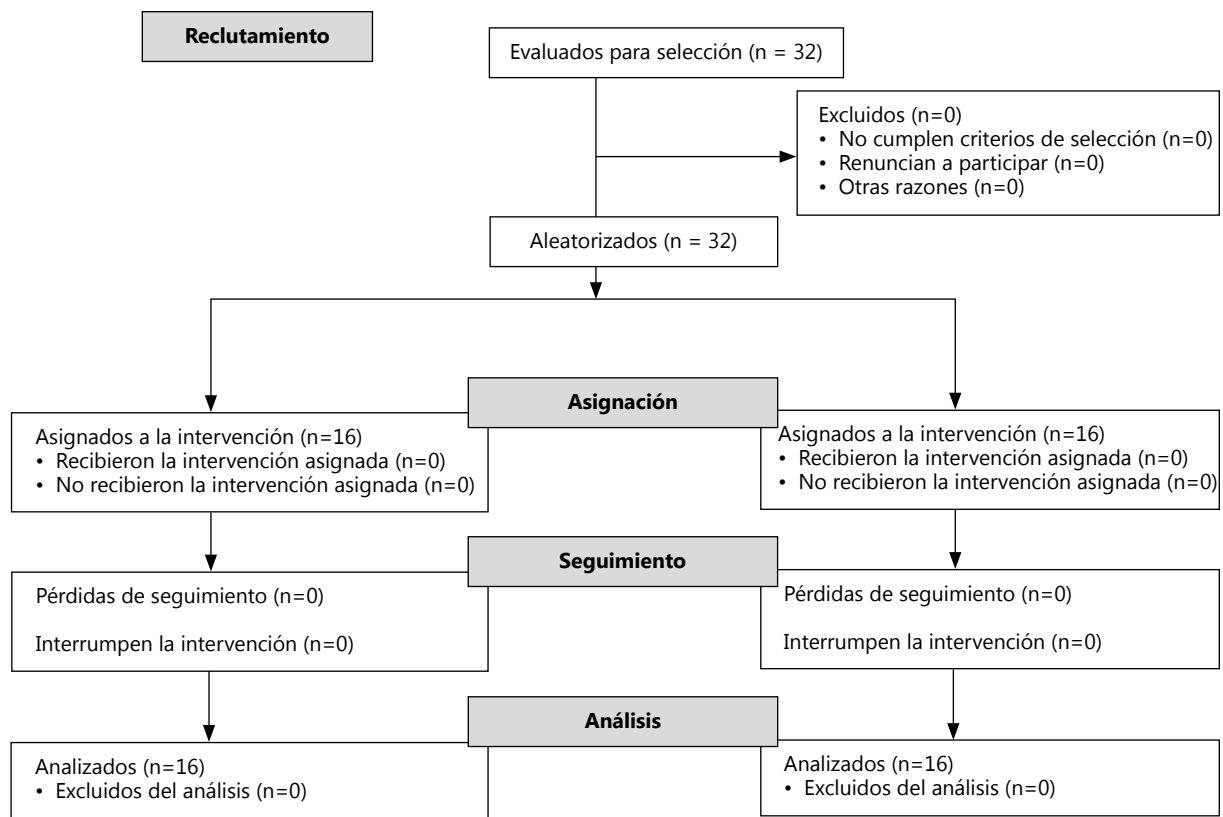 Reclutamiento
Evaluados para selección (n = 32)
Excluidos (n=0)
• No cumplen criterios de selección (n=0)
• Renuncian a participar (n=0)
• Otras razones (n=0)
Aleatorizados (n = 32)
Asignación
Asignados a la intervención (n=16)
• Recibieron la intervención asignada (n=0)
• No recibieron la intervención asignada (n=0)
Asignados a la intervención (n=16)
• Recibieron la intervención asignada (n=0)
• No recibieron la intervención asignada (n=0)
Seguimiento
Pérdidas de seguimiento (n=0)
Interrumpen la intervención (n=0)
Pérdidas de seguimiento (n=0)
Interrumpen la intervención (n=0)
Análisis
Analizados (n=16)
• Excluidos del análisis (n=0)
Analizados (n=16)
• Excluidos del análisis (n=0)